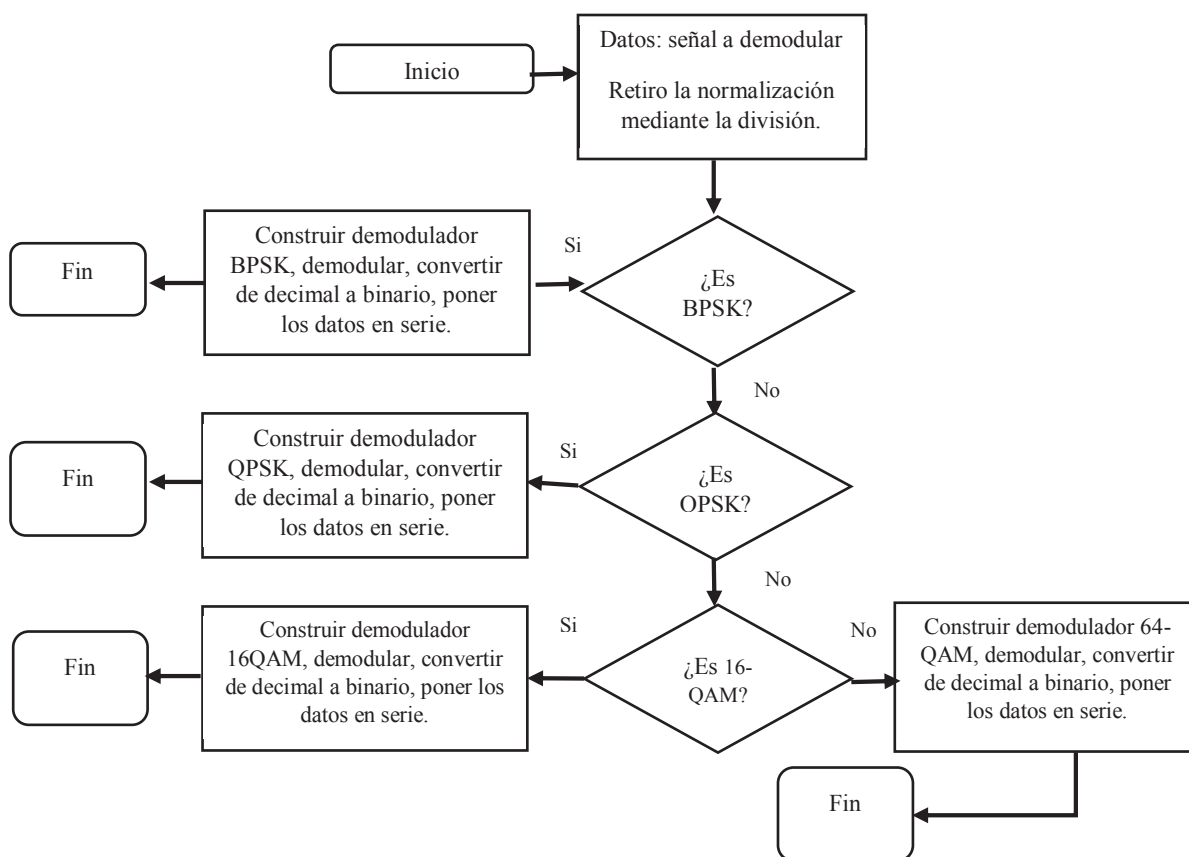 Inicio
Datos: señal a demodular
Retiro la normalización
mediante la división.
Fin
Construir demodulador
BPSK, demodular, convertir
de decimal a binario, poner
los datos en serie.
Si
¿Es
BPSK?
No
Fin
Construir demodulador
QPSK, demodular, convertir
de decimal a binario, poner
los datos en serie.
Si
¿Es
OPSK?
No
Fin
Construir demodulador
16QAM, demodular, convertir
de decimal a binario, poner los
datos en serie.
Si
¿Es 16-
QAM?
No
Construir demodulador 64-
QAM, demodular, convertir
de decimal a binario, poner
los datos en serie.
Fin